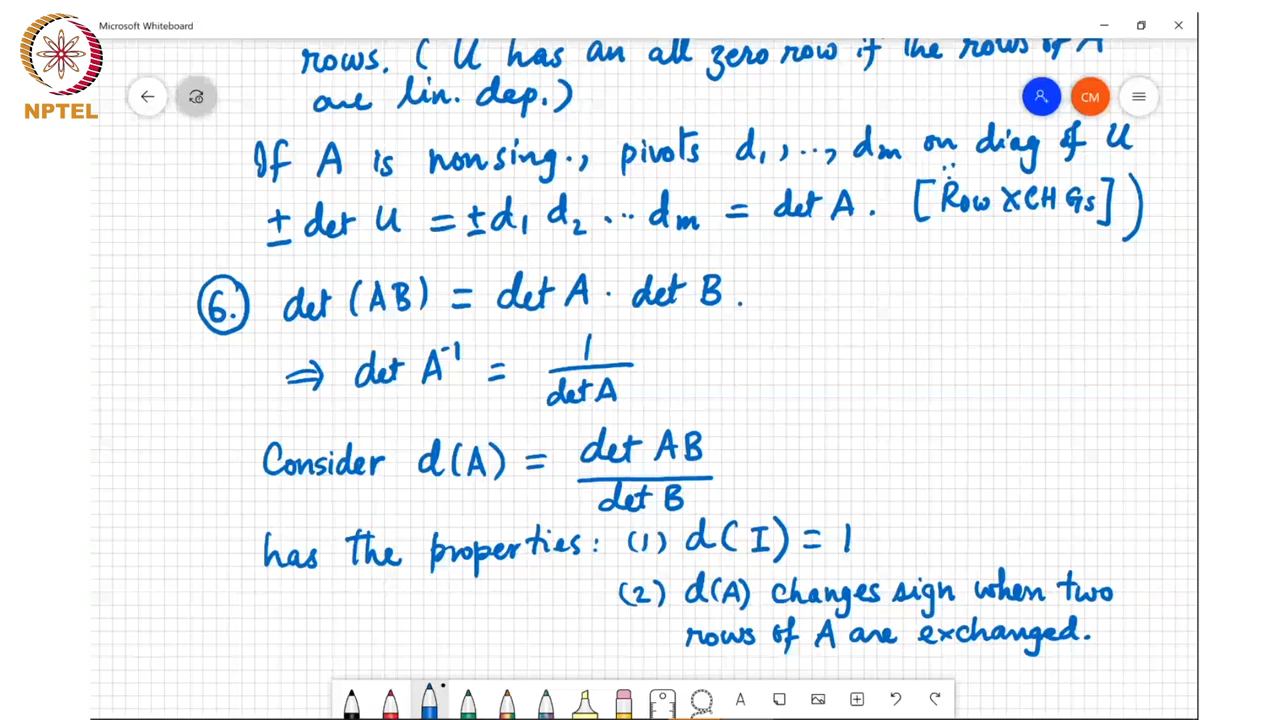 Microsoft Whiteboard
NPTEL
rows. ( U has an all zero row if the rows of A
are lin. dep.)
CM
If A is nonsing., pivots d₁, .., dₘ on diag of U
± det U = ± d₁ d₂ ... dₘ = det A. [Row XCHGs] )
6. det (AB) = det A · det B.
⇒ det A⁻¹ = 1 / det A
Consider d(A) = det AB / det B
has the properties: (1) d(I) = 1
(2) d(A) changes sign when two
rows of A are exchanged.
A